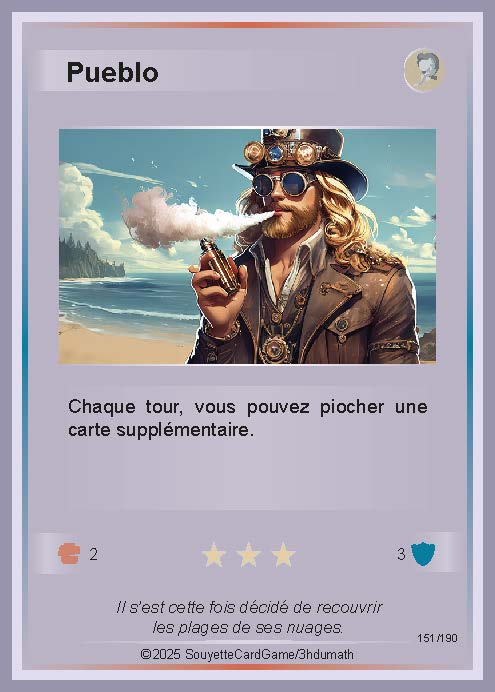 Pueblo
Chaque tour, vous pouvez piocher une
carte supplémentaire.
2
3
Il s'est cette fois décidé de recouvrir
les plages de ses nuages.
151/190
©2025 SouyetteCardGame/3hdumath